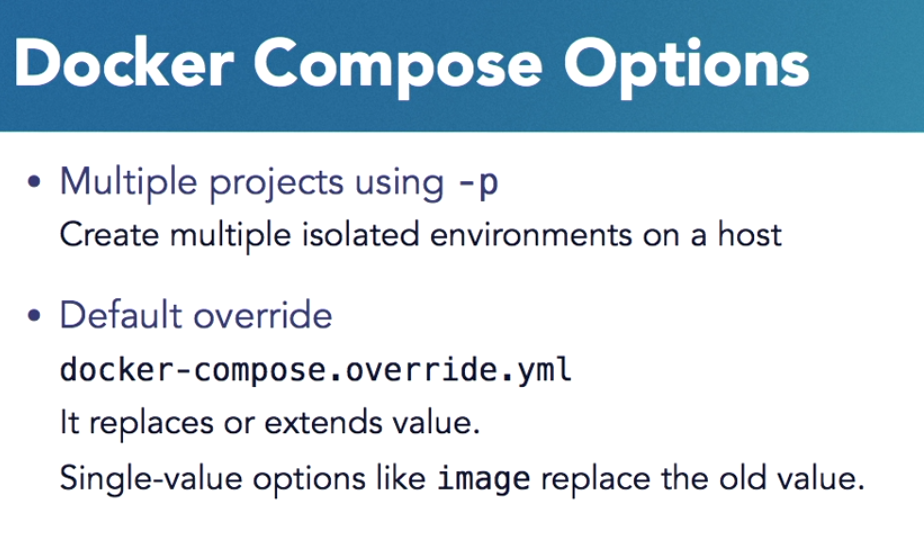 Docker Compose Options
• Multiple projects using -p
Create multiple isolated environments on a host
• Default override
docker-compose.override.yml
It replaces or extends value.
Single-value options like image replace the old value.